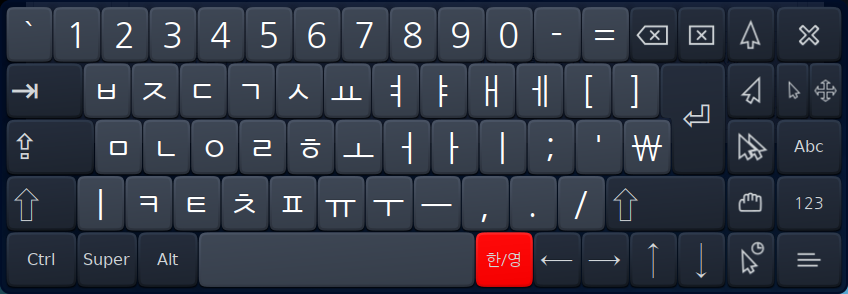 ` 1 2 3 4 5 6 7 8 9 0 - =
ㅂ ㅈ ㄷ ㄱ ㅅ ㅛ ㅕ ㅑ ㅐ ㅔ [ ]
ㅁ ㄴ ㅇ ㄹ ㅎ ㅗ ㅓ ㅏ ㅣ ; ' ₩ Abc
| ㅋ ㅌ ㅊ ㅍ ㅠ ㅜ ㅡ , . / 123
Ctrl Super Alt 한/영